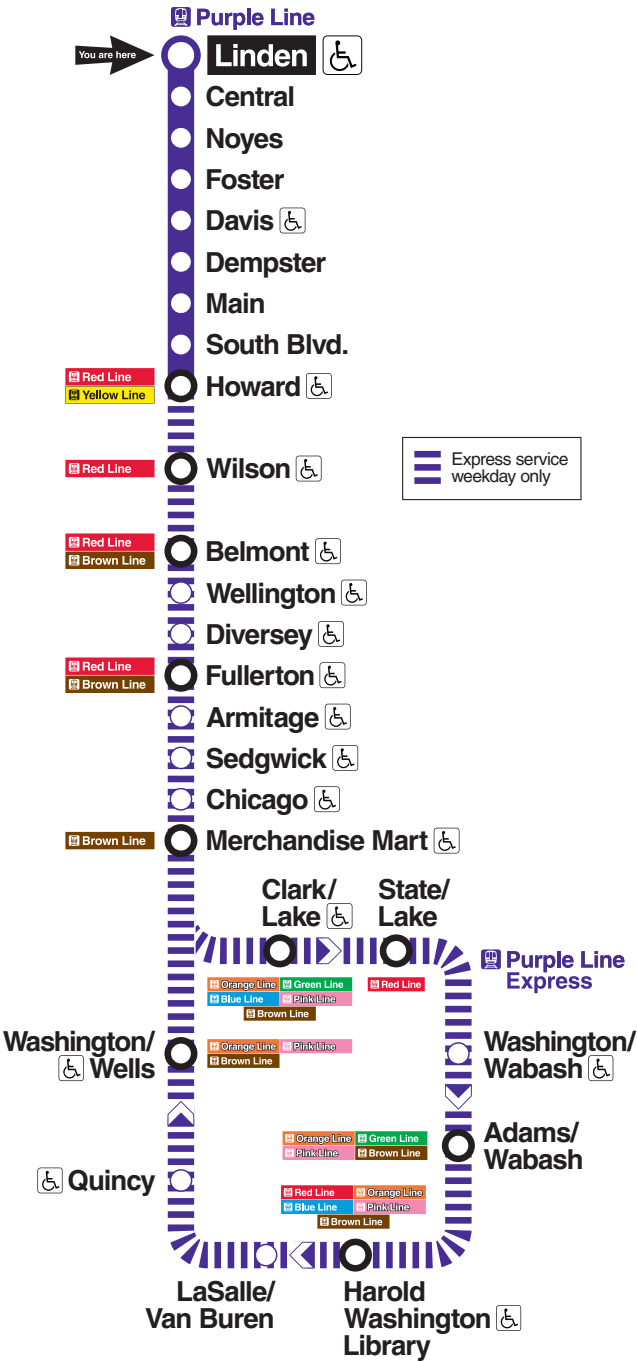 Purple Line
You are here
Linden
Central
Noyes
Foster
Davis
Dempster
Main
South Blvd.
Red Line
Yellow Line
Howard
Red Line
Wilson
Express service
weekday only
Red Line
Brown Line
Belmont
Wellington
Diversey
Red Line
Brown Line
Fullerton
Armitage
Sedgwick
Chicago
Brown Line
Merchandise Mart
Clark/
Lake
State/
Lake
Purple Line
Express
Orange Line Green Line
Blue Line Pink Line
Brown Line
Red Line
Washington/
Wells
Orange Line Pink Line
Brown Line
Washington/
Wabash
Orange Line Green Line
Pink Line Brown Line
Adams/
Wabash
Quincy
Red Line Orange Line
Blue Line Pink Line
Brown Line
LaSalle/
Van Buren
Harold
Washington
Library